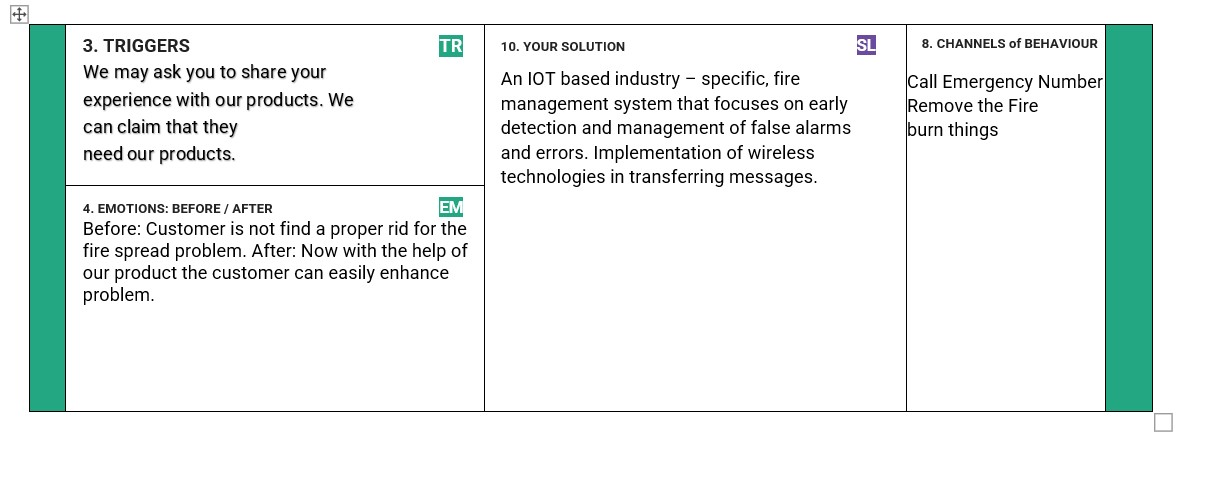 3. TRIGGERS
TR
We may ask you to share your
experience with our products. We
can claim that they
need our products.
4. EMOTIONS: BEFORE / AFTER
EM
Before: Customer is not find a proper rid for the
fire spread problem. After: Now with the help of
our product the customer can easily enhance
problem.
10. YOUR SOLUTION
SL
An IOT based industry – specific, fire
management system that focuses on early
detection and management of false alarms
and errors. Implementation of wireless
technologies in transferring messages.
8. CHANNELS of BEHAVIOUR
Call Emergency Number
Remove the Fire
burn things